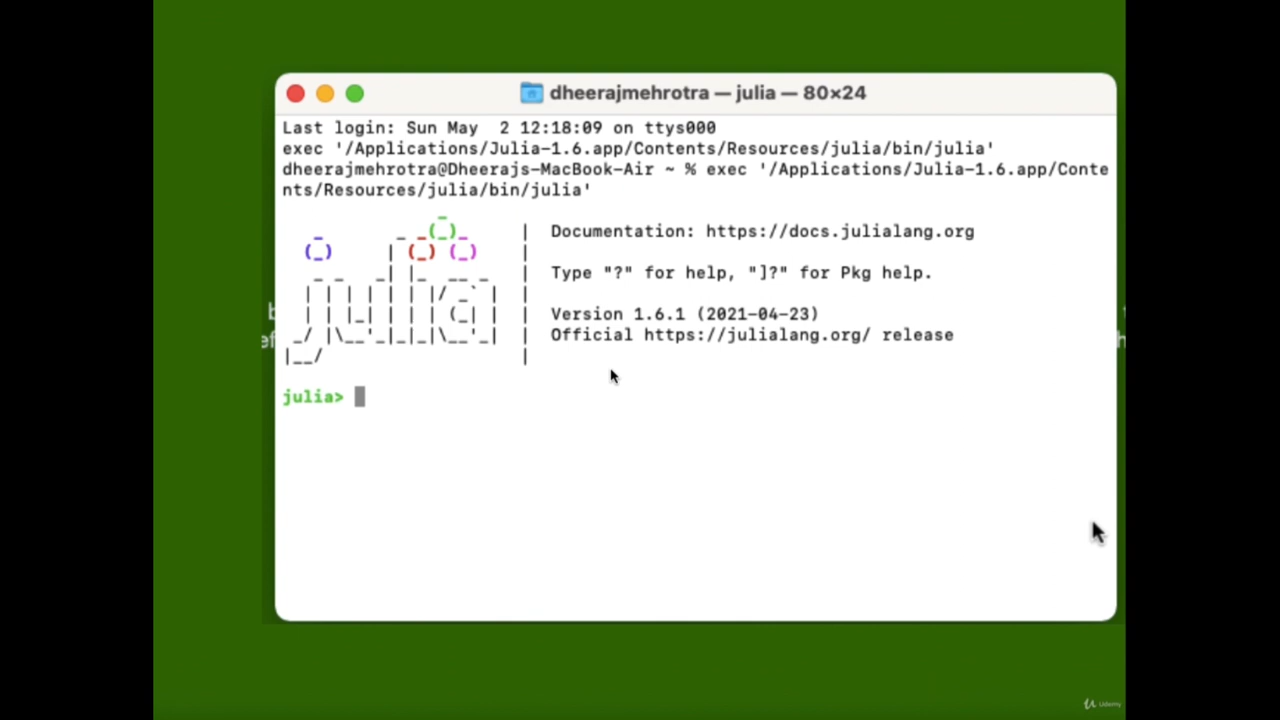 dheerajmehrotra — julia — 80×24
Last login: Sun May  2 12:18:09 on ttys000
exec '/Applications/Julia-1.6.app/Contents/Resources/julia/bin/julia'
dheerajmehrotra@Dheerajs-MacBook-Air ~ % exec '/Applications/Julia-1.6.app/Conte
nts/Resources/julia/bin/julia'
julia
Documentation: https://docs.julialang.org
Type "?" for help, "]?" for Pkg help.
Version 1.6.1 (2021-04-23)
Official https://julialang.org/ release
julia>
Udemy